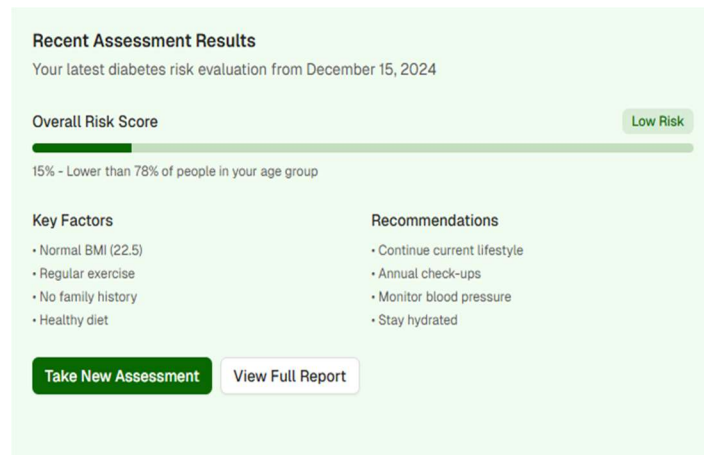 Recent Assessment Results
Your latest diabetes risk evaluation from December 15, 2024
Overall Risk Score
Low Risk
15% - Lower than 78% of people in your age group
Key Factors
• Normal BMI (22.5)
• Regular exercise
• No family history
• Healthy diet
Recommendations
• Continue current lifestyle
• Annual check-ups
• Monitor blood pressure
• Stay hydrated
Take New Assessment
View Full Report